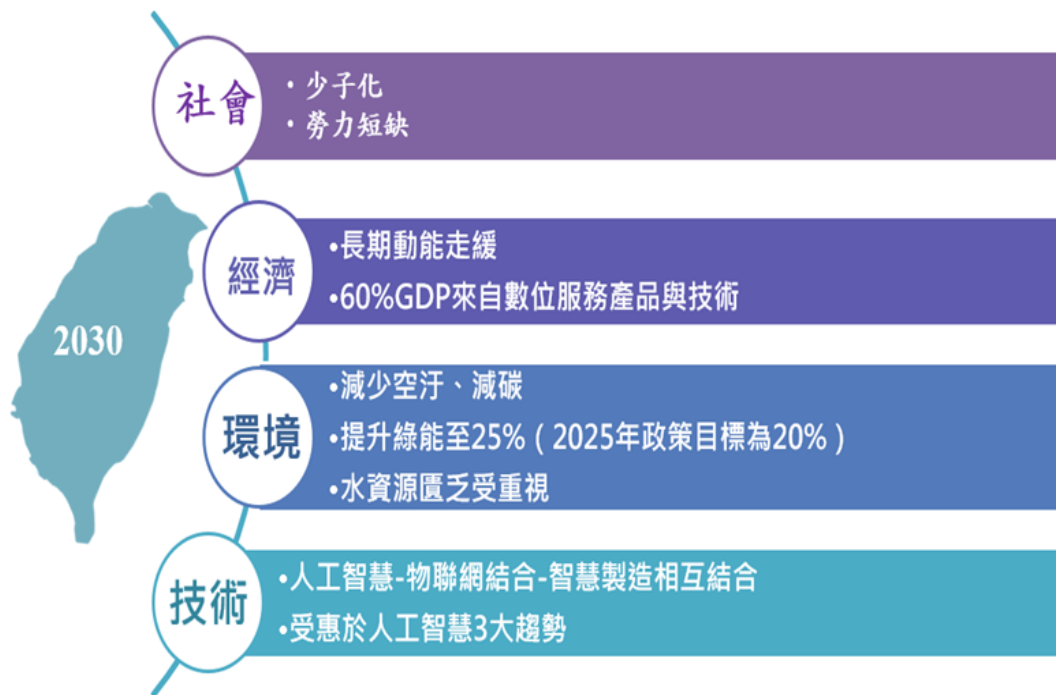 社會
・少子化
・勞力短缺
經濟
•長期動能走緩
•60%GDP來自數位服務產品與技術
2030
環境
•減少空汙、減碳
•提升綠能至25%（2025年政策目標為20%）
•水資源匱乏受重視
技術
•人工智慧-物聯網結合-智慧製造相互結合
•受惠於人工智慧3大趨勢